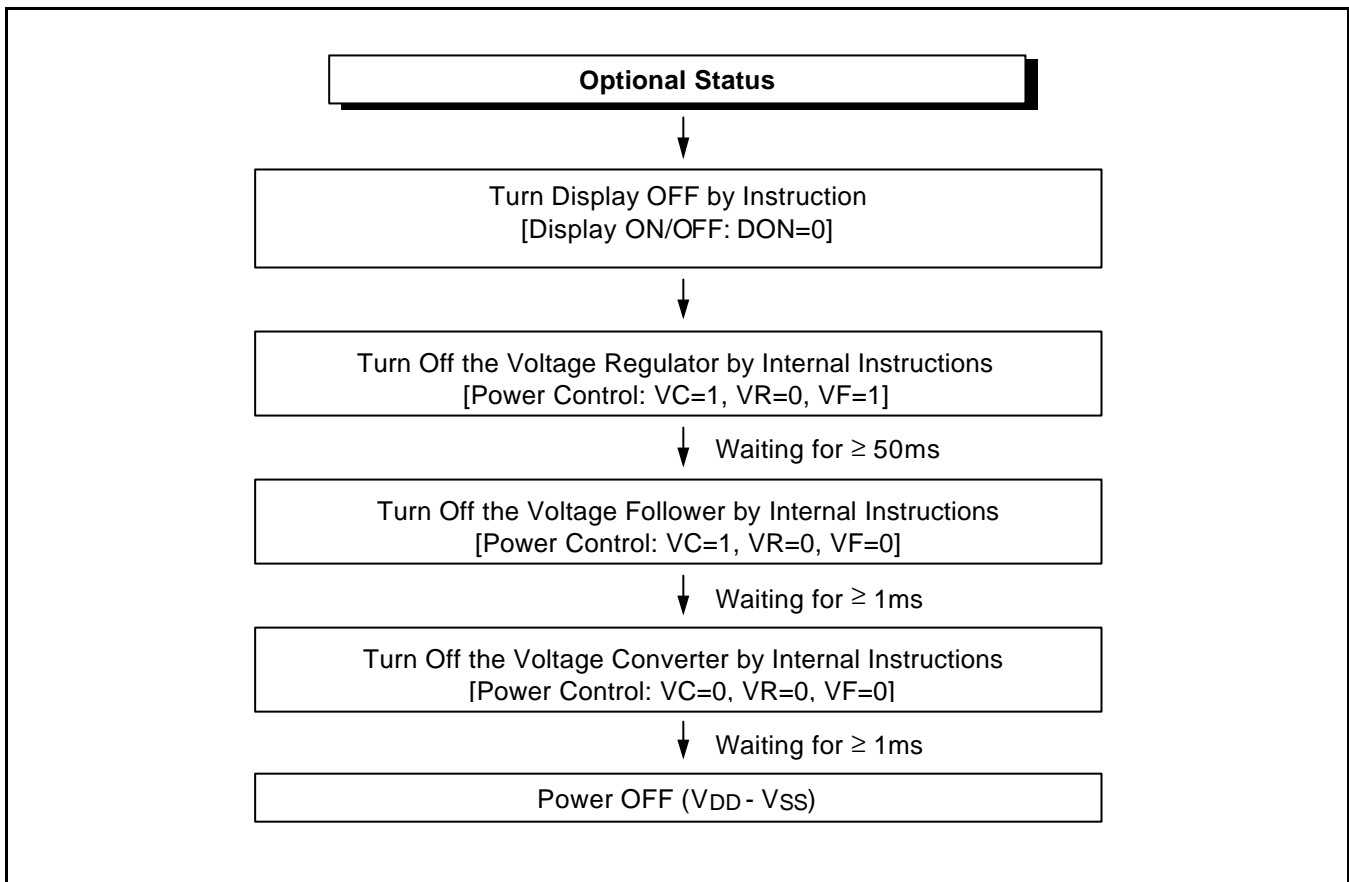 Optional Status
Turn Display OFF by Instruction
[Display ON/OFF: DON=0]
Turn Off the Voltage Regulator by Internal Instructions
[Power Control: VC=1, VR=0, VF=1]
Waiting for ≥ 50ms
Turn Off the Voltage Follower by Internal Instructions
[Power Control: VC=1, VR=0, VF=0]
Waiting for ≥ 1ms
Turn Off the Voltage Converter by Internal Instructions
[Power Control: VC=0, VR=0, VF=0]
Waiting for ≥ 1ms
Power OFF (VDD - VSS)